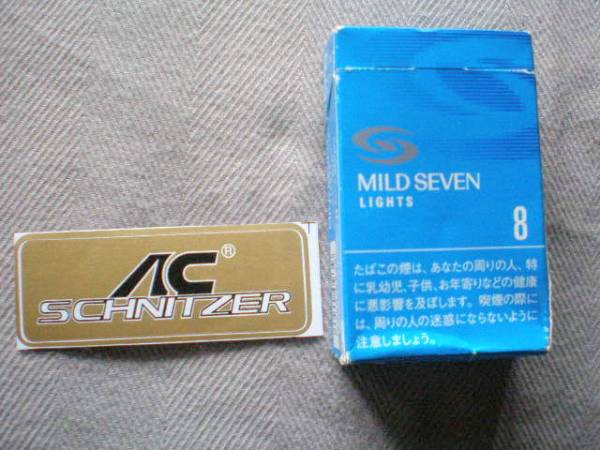 AC®
SCHNITZER
MILD SEVEN
LIGHTS
8
たばこの煙は、あなたの周りの人、特
に乳幼児、子供、お年寄りなどの健康
に悪影響を及ぼします。喫煙の際に
は、周りの人の迷惑にならないように
注意しましょう。